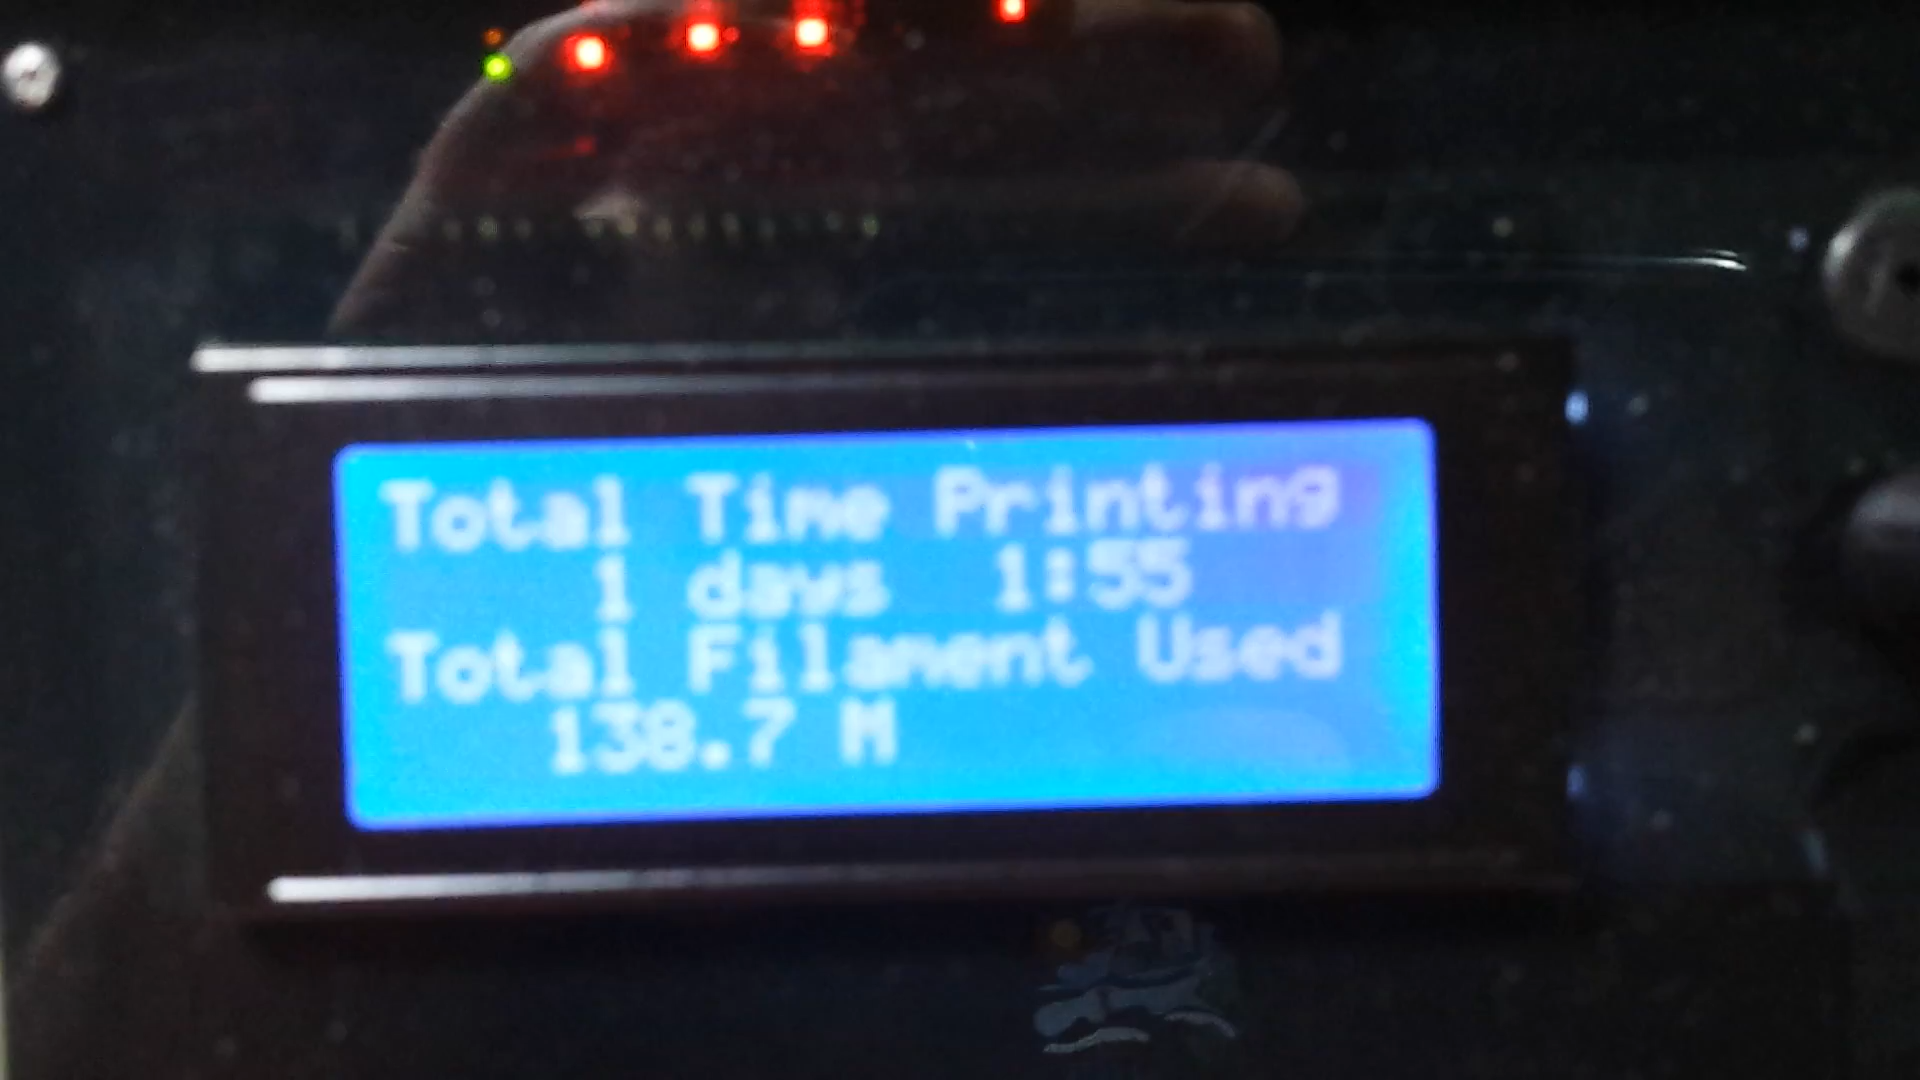 Total Time Printing
1 days 1:55
Total Filament Used
138.7 M